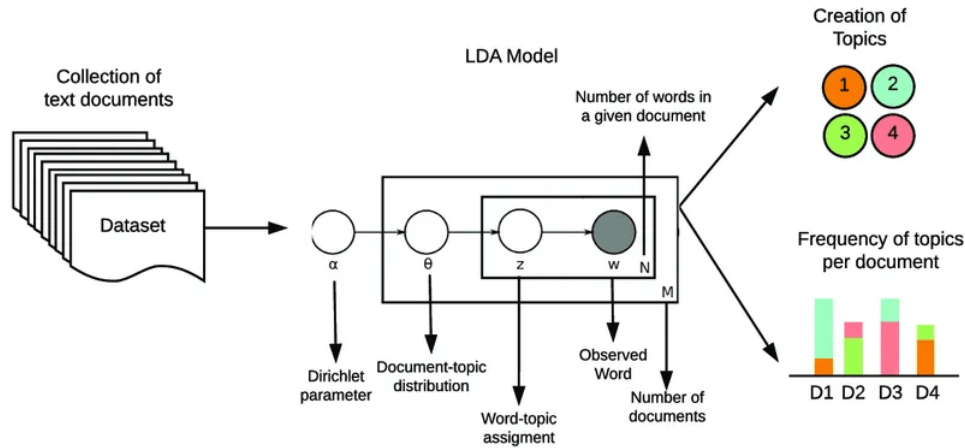 Collection of
text documents
Dataset
LDA Model
Number of words in
a given document
α
θ
z
w
N
M
Dirichlet
parameter
Document-topic
distribution
Word-topic
assigment
Observed
Word
Number of
documents
Creation of
Topics
1
2
3
4
Frequency of topics
per document
D1 D2 D3 D4